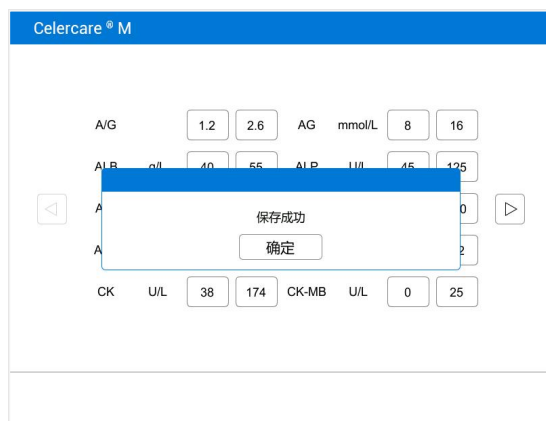 Celercare ® M
A/G 1.2 2.6 AG mmol/L 8 16
ALB g/L 40 55 ALP U/L 45 125
保存成功
确定
CK U/L 38 174 CK-MB U/L 0 25